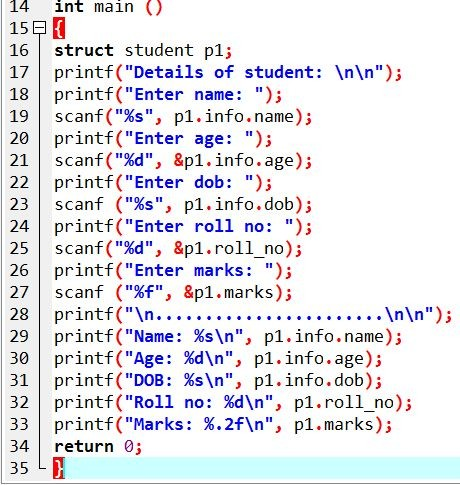 14 int main ()
15 {
16 struct student p1;
17 printf("Details of student: \n\n");
18 printf("Enter name: ");
19 scanf("%s", p1.info.name);
20 printf("Enter age: ");
21 scanf("%d", &p1.info.age);
22 printf("Enter dob: ");
23 scanf ("%s", p1.info.dob);
24 printf("Enter roll no: ");
25 scanf("%d", &p1.roll_no);
26 printf("Enter marks: ");
27 scanf ("%f", &p1.marks);
28 printf("\n.......................\n\n");
29 printf("Name: %s\n", p1.info.name);
30 printf("Age: %d\n", p1.info.age);
31 printf("DOB: %s\n", p1.info.dob);
32 printf("Roll no: %d\n", p1.roll_no);
33 printf("Marks: %.2f\n", p1.marks);
34 return 0;
35 }